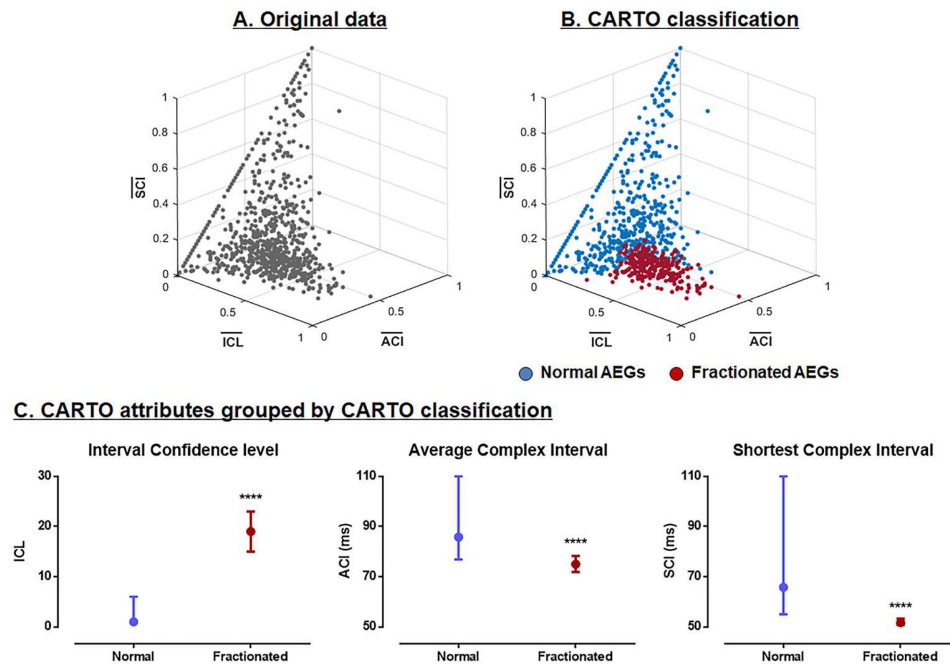 A. Original data
B. CARTO classification
1
0.8
0.6
0.4
0.2
0
SCI
0
0.5
1
ICL
0
0.5
1
ACI
1
0.8
0.6
0.4
0.2
0
SCI
0
0.5
1
ICL
0
0.5
1
ACI
Normal AEGs
Fractionated AEGs
C. CARTO attributes grouped by CARTO classification
Interval Confidence level
30
20
10
0
ICL
****
Normal
Fractionated
Average Complex Interval
110
90
70
50
ACI (ms)
****
Normal
Fractionated
Shortest Complex Interval
110
90
70
50
SCI (ms)
****
Normal
Fractionated